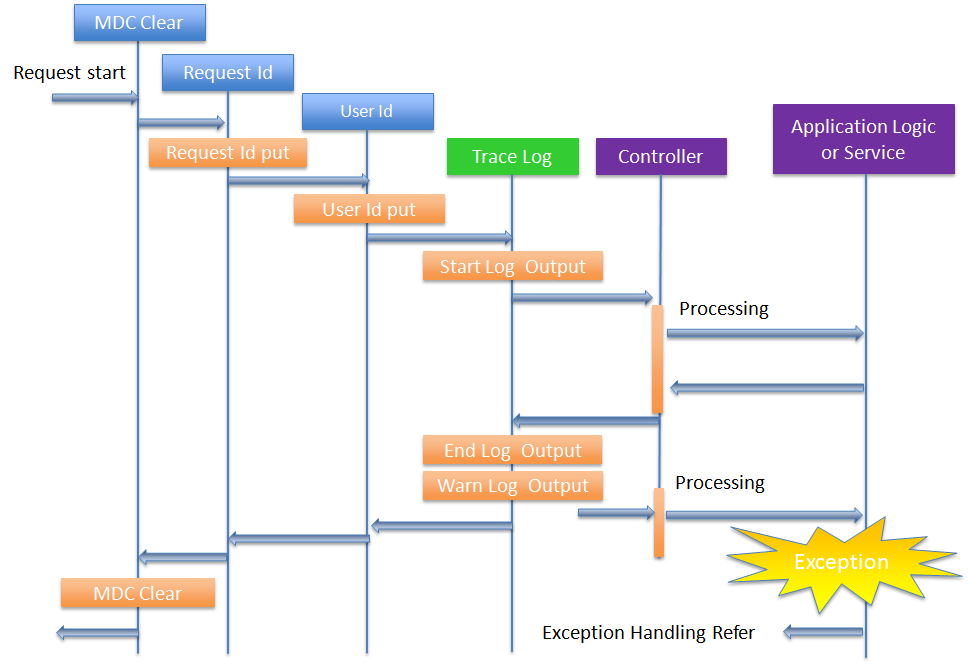 MDC Clear
Request start
Request Id
User Id
Application Logic
or Service
Request Id put
Trace Log
Controller
User Id put
Start Log Output
Processing
End Log Output
Warn Log Output
Processing
Exception
MDC Clear
Exception Handling Refer